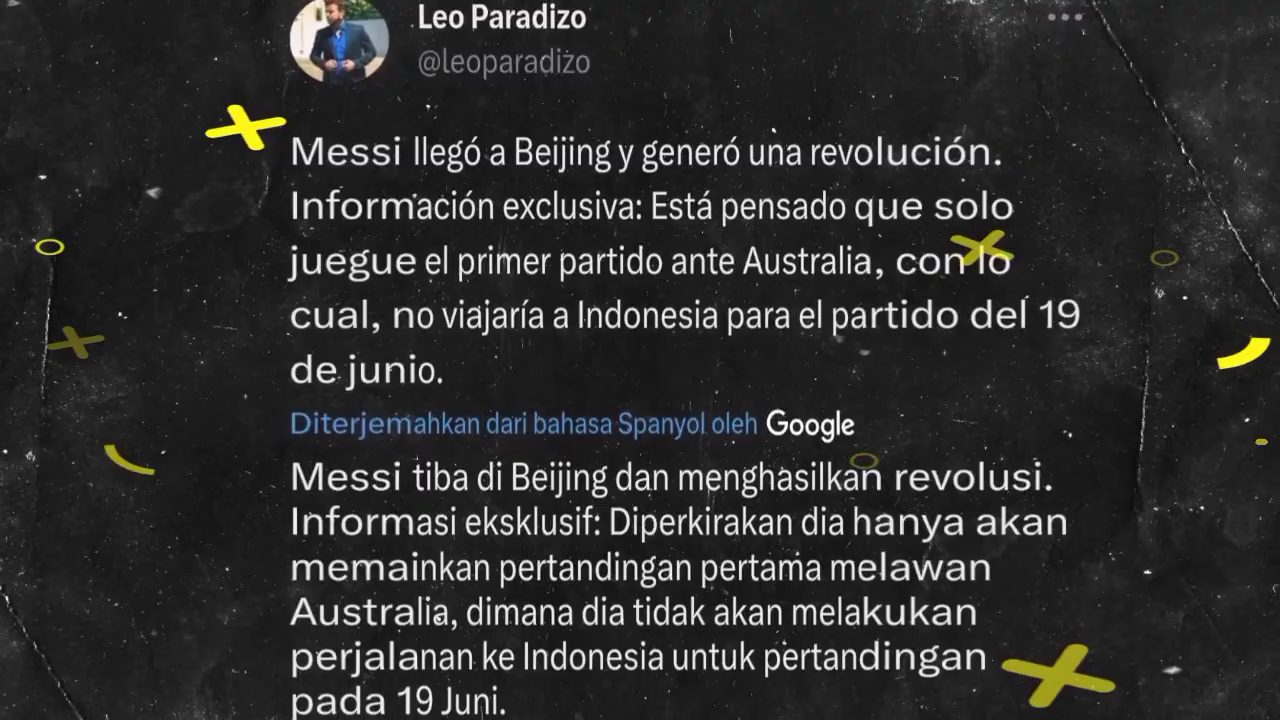 Leo Paradizo
@leoparadizo
Messi llegó a Beijing y generó una revolución.
Información exclusiva: Está pensado que solo
juegue el primer partido ante Australia, con lo
cual, no viajaría a Indonesia para el partido del 19
de junio.
Diterjemahkan dari bahasa Spanyol oleh Google
Messi tiba di Beijing dan menghasilkan revolusi.
Informasi eksklusif: Diperkirakan dia hanya akan
memainkan pertandingan pertama melawan
Australia, dimana dia tidak akan melakukan
perjalanan ke Indonesia untuk pertandingan
pada 19 Juni.